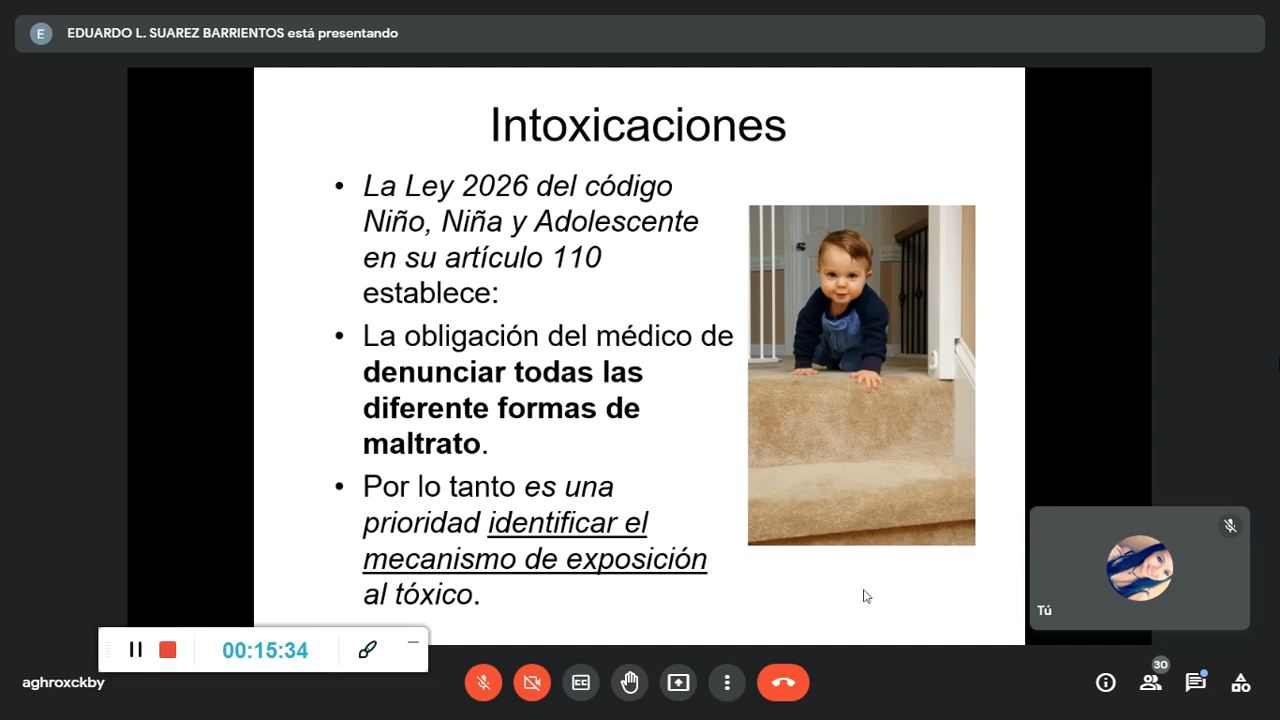 E
EDUARDO L. SUAREZ BARRIENTOS está presentando
Intoxicaciones
• La Ley 2026 del código
Niño, Niña y Adolescente
en su artículo 110
establece:
• La obligación del médico de
denunciar todas las
diferente formas de
maltrato.
• Por lo tanto es una
prioridad identificar el
mecanismo de exposición
al tóxico.
Tú
00:15:34
aghroxckby
30